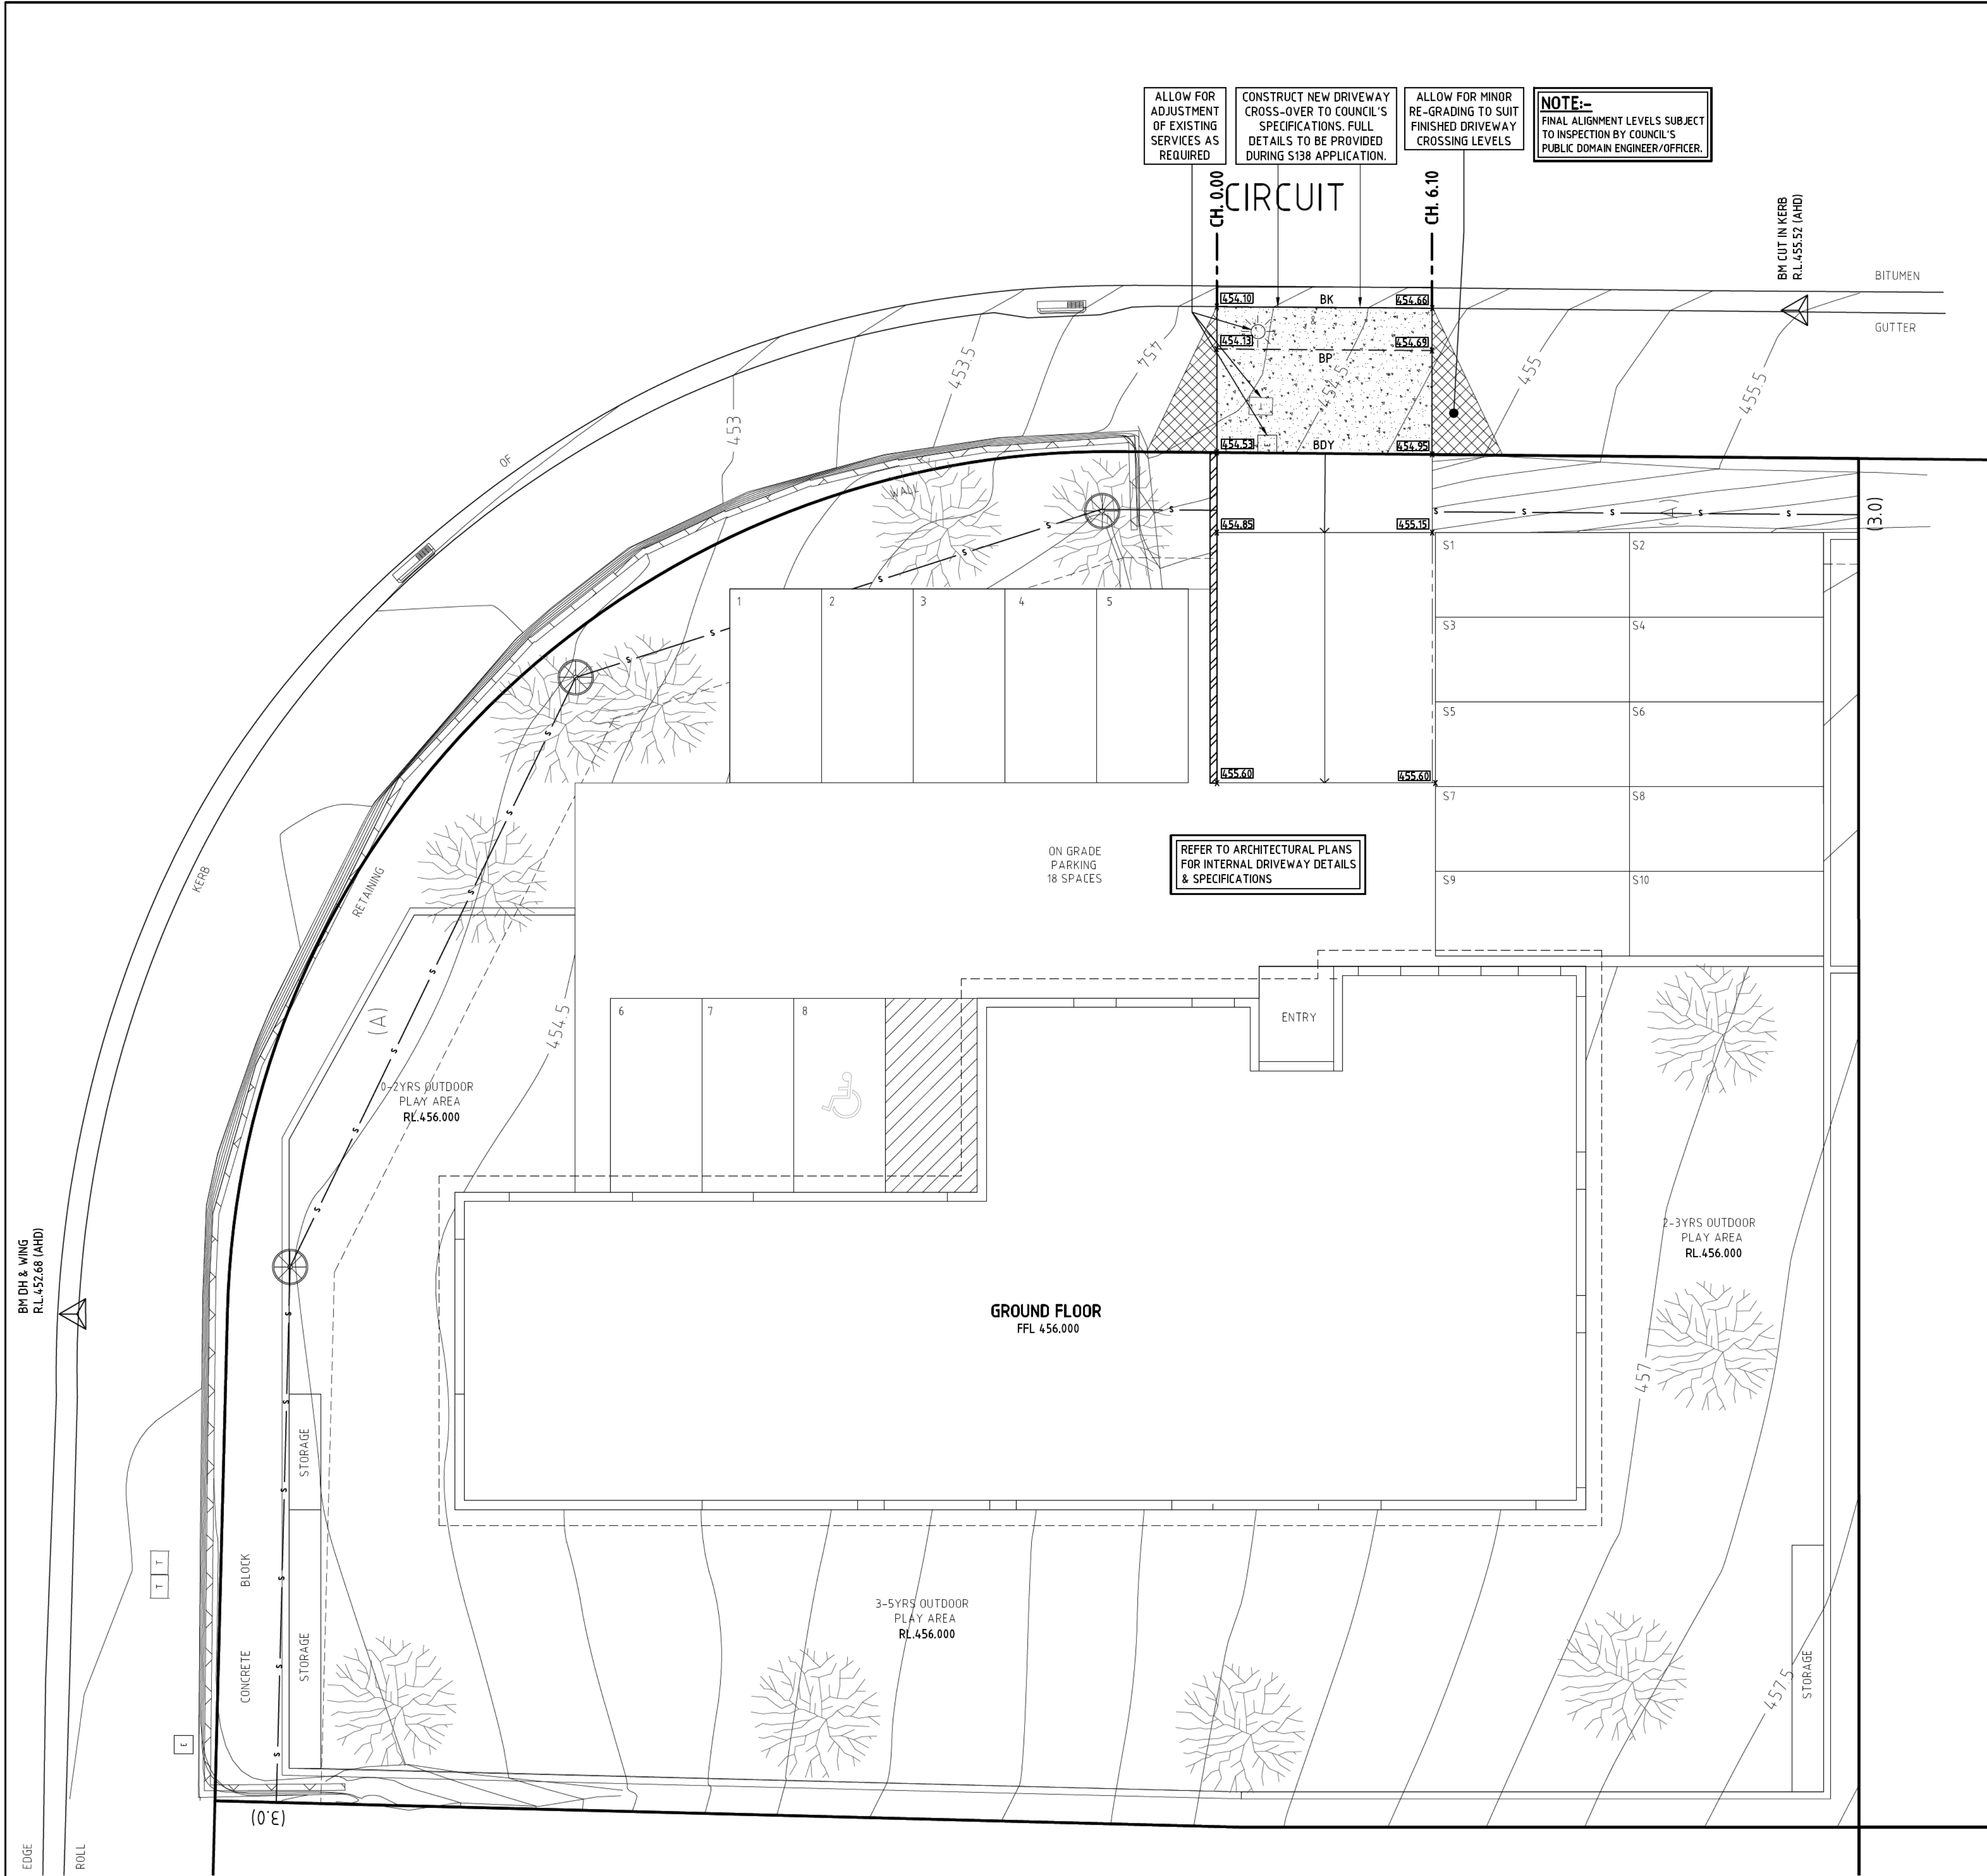 ALLOW FOR
ADJUSTMENT
OF EXISTING
SERVICES AS
REQUIRED
CONSTRUCT NEW DRIVEWAY
CROSS-OVER TO COUNCIL'S
SPECIFICATIONS. FULL
DETAILS TO BE PROVIDED
DURING S138 APPLICATION.
ALLOW FOR MINOR
RE-GRADING TO SUIT
FINISHED DRIVEWAY
CROSSING LEVELS
NOTE:-
FINAL ALIGNMENT LEVELS SUBJECT
TO INSPECTION BY COUNCIL'S
PUBLIC DOMAIN ENGINEER/OFFICER.
CH. 0.00
CIRCUIT
CH. 6.10
BM CUT IN KERB
R.L.455.52 (AHD)
BITUMEN
GUTTER
454.10
BK
454.66
454.13
BP
454.69
454.53
BDY
454.95
454.85
455.15
455.60
455.60
453
453.5
454
454.5
455
455.5
OF
KERB
RETAINING
WALL
T
E
S
S
S
S
S
S
S
S
(A)
S
(3.0)
1
2
3
4
5
S1
S2
S3
S4
S5
S6
S7
S8
S9
S10
S
S
S
S
S
S
S
S
S
S
ON GRADE
PARKING
18 SPACES
REFER TO ARCHITECTURAL PLANS
FOR INTERNAL DRIVEWAY DETAILS
& SPECIFICATIONS
(A)
454.5
6
7
8
ENTRY
0-2YRS OUTDOOR
PLAY AREA
RL.456.000
2-3YRS OUTDOOR
PLAY AREA
RL.456.000
BM DH & WING
R.L.452.68 (AHD)
GROUND FLOOR
FFL 456.000
457
S
S
S
S
S
S
STORAGE
STORAGE
T
T
T
E
BLOCK
CONCRETE
3-5YRS OUTDOOR
PLAY AREA
RL.456.000
457.5
STORAGE
(3.0)
EDGE
ROLL